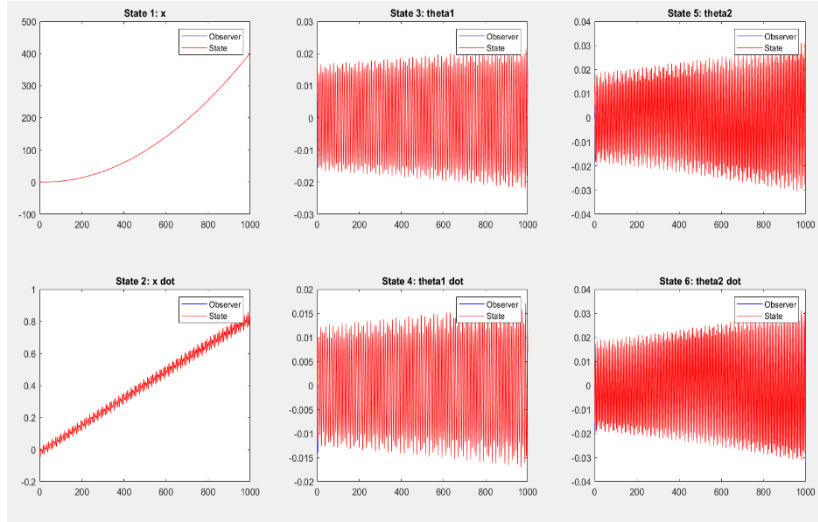 State 1: x
500
400
300
200
100
0
-100
0 200 400 600 800 1000
Observer
State
State 3: theta1
0.03
0.02
0.01
0
-0.01
-0.02
-0.03
0 200 400 600 800 1000
Observer
State
State 5: theta2
0.04
0.03
0.02
0.01
0
-0.01
-0.02
-0.03
-0.04
0 200 400 600 800 1000
Observer
State
State 2: x dot
1
0.8
0.6
0.4
0.2
0
-0.2
0 200 400 600 800 1000
Observer
State
State 4: theta1 dot
0.02
0.015
0.01
0.005
0
-0.005
-0.01
-0.015
-0.02
0 200 400 600 800 1000
Observer
State
State 6: theta2 dot
0.04
0.03
0.02
0.01
0
-0.01
-0.02
-0.03
-0.04
0 200 400 600 800 1000
Observer
State